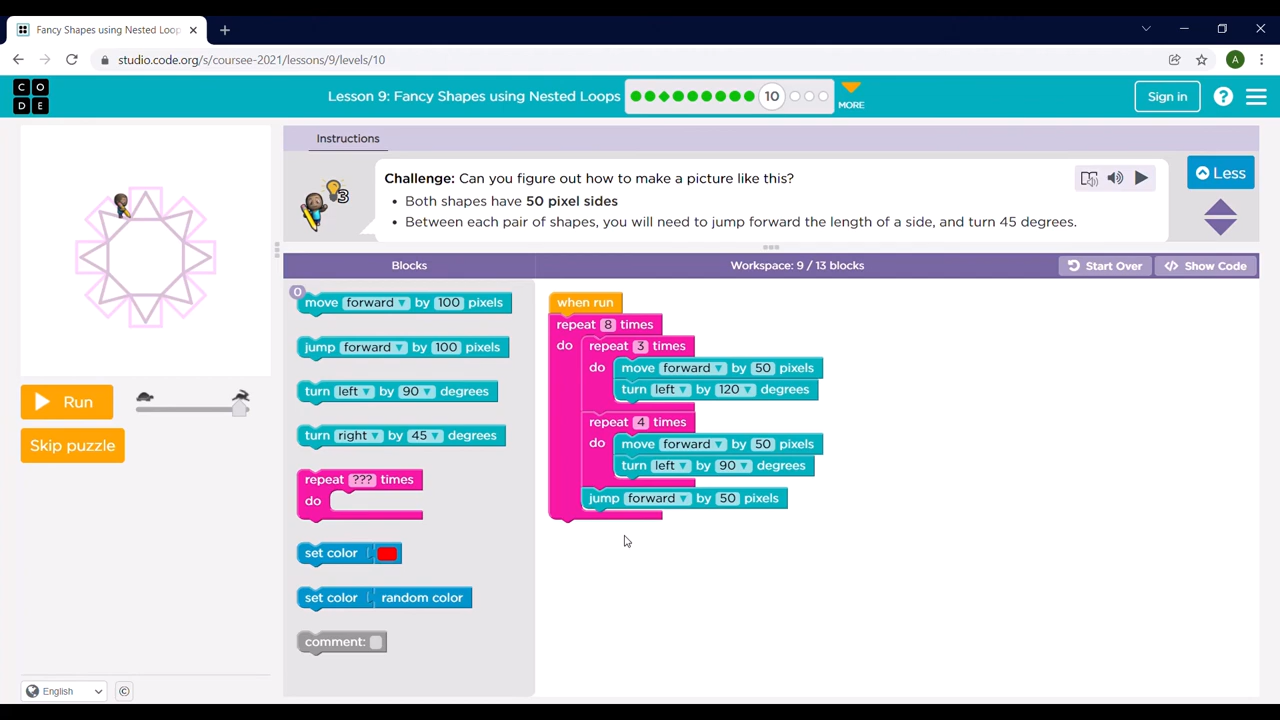 Fancy Shapes using Nested Loop
studio.code.org/s/coursee-2021/lessons/9/levels/10
A
C O
D E
Lesson 9: Fancy Shapes using Nested Loops
10
MORE
Sign in
?
Instructions
3
Challenge: Can you figure out how to make a picture like this?
• Both shapes have 50 pixel sides
• Between each pair of shapes, you will need to jump forward the length of a side, and turn 45 degrees.
Less
Blocks
Workspace: 9 / 13 blocks
Start Over
</> Show Code
0
move forward by 100 pixels
jump forward by 100 pixels
turn left by 90 degrees
turn right by 45 degrees
repeat ??? times
do
set color
set color random color
comment:
when run
repeat 8 times
do repeat 3 times
do move forward by 50 pixels
turn left by 120 degrees
repeat 4 times
do move forward by 50 pixels
turn left by 90 degrees
jump forward by 50 pixels
Run
Skip puzzle
English
©